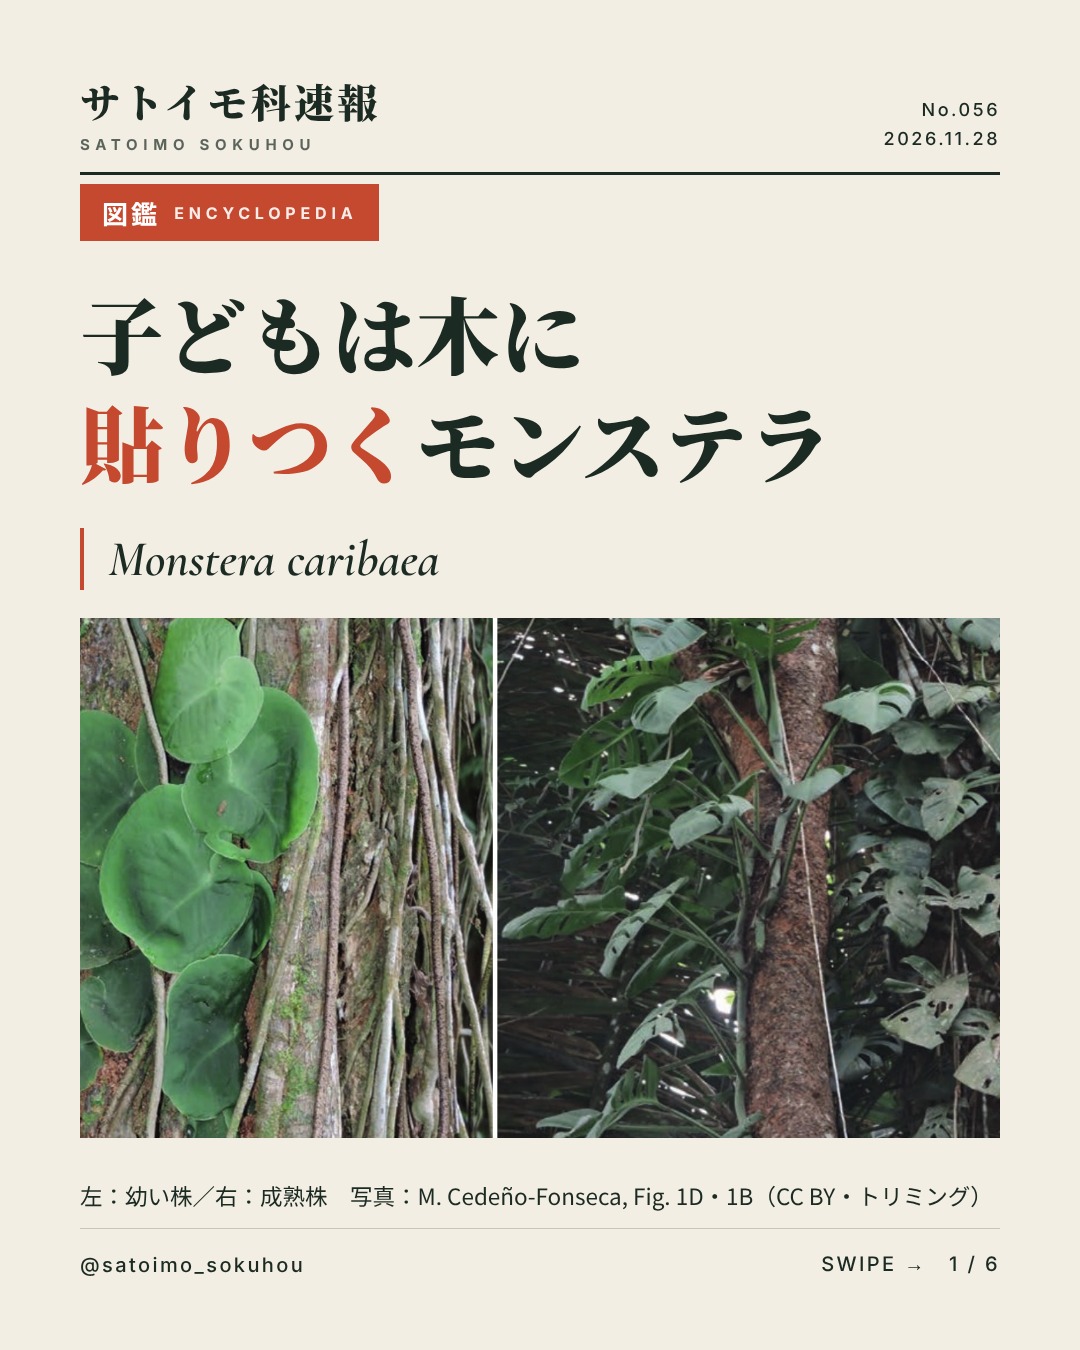 サトイモ科速報
SATOIMO SOKUHOU
No.056
2026.11.28
図鑑 ENCYCLOPEDIA
子どもは木に
貼りつくモンステラ
Monstera caribaea
左：幼い株／右：成熟株　写真：M. Cedeño-Fonseca, Fig. 1D・1B（CC BY・トリミング）
@satoimo_sokuhou
SWIPE → 1 / 6